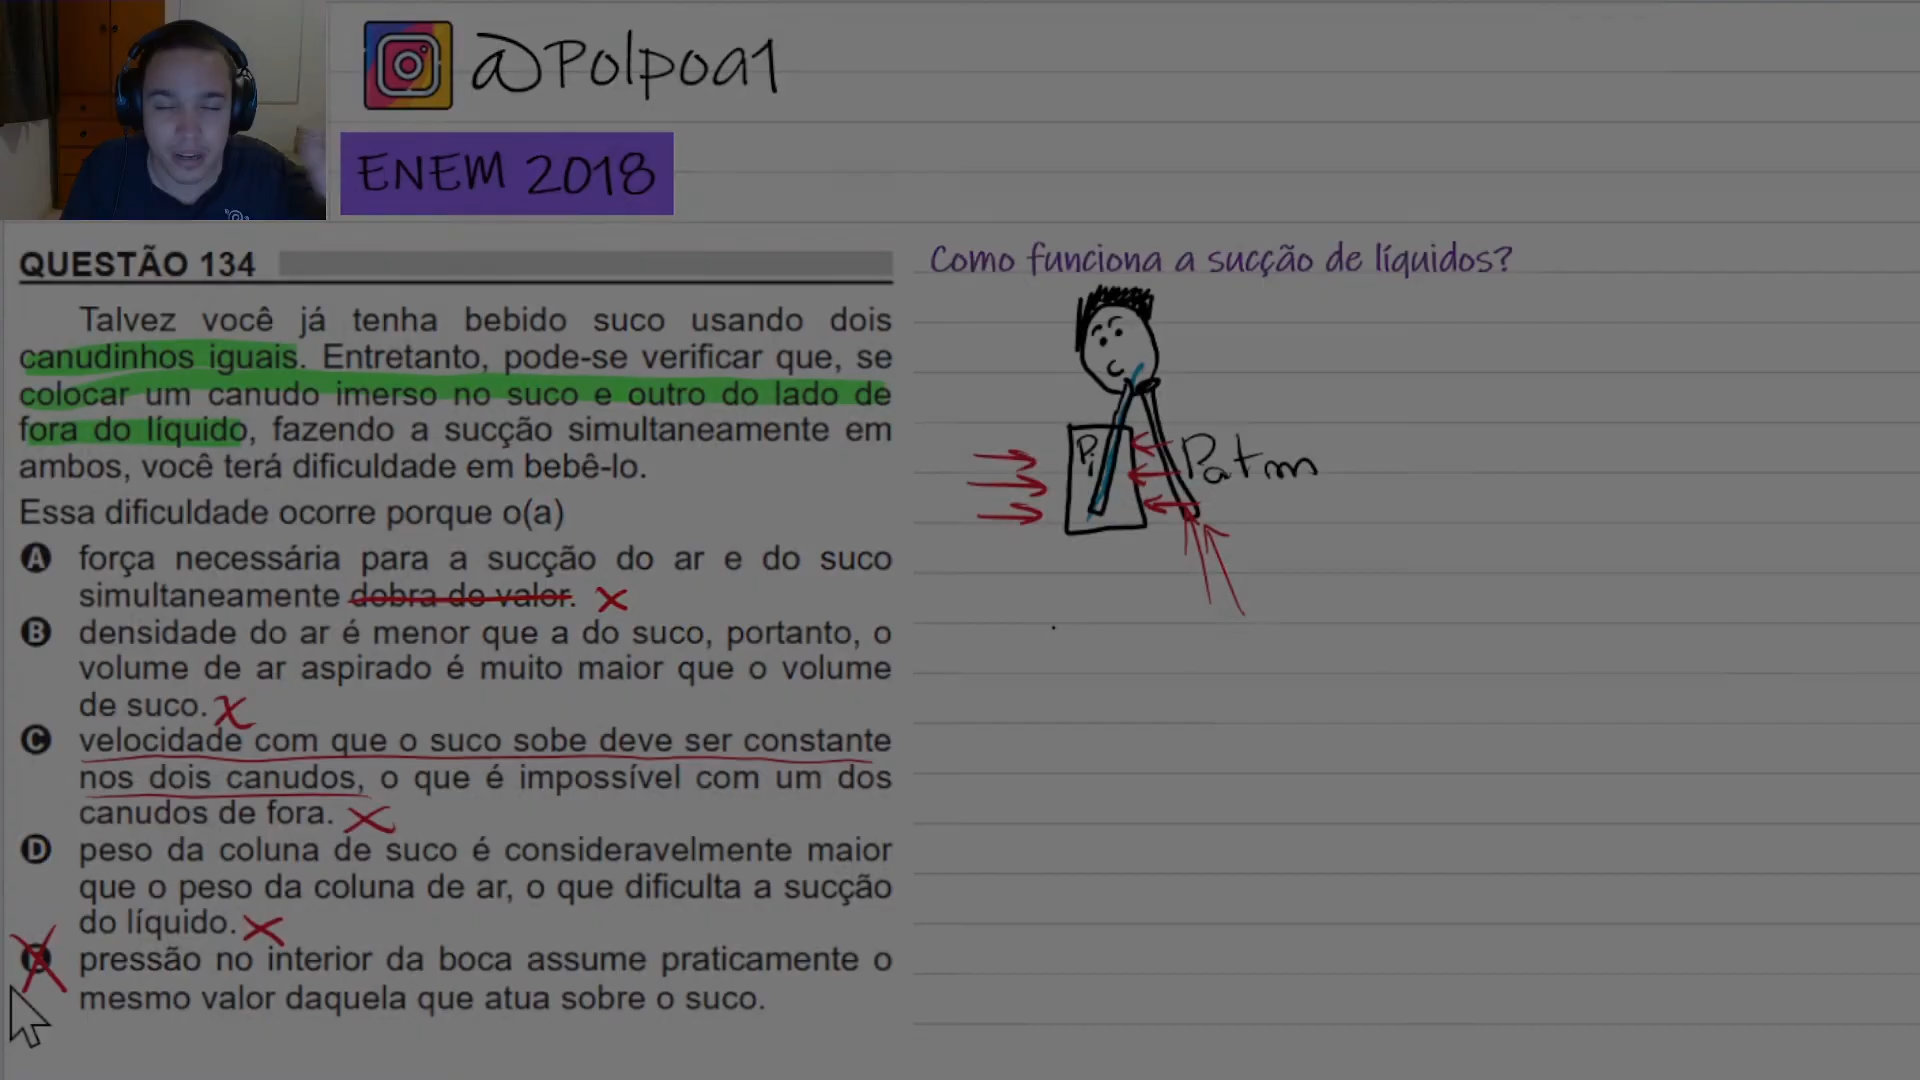 @Polpoa1
ENEM 2018
QUESTÃO 134
Talvez você já tenha bebido suco usando dois
canudinhos iguais. Entretanto, pode-se verificar que, se
colocar um canudo imerso no suco e outro do lado de
fora do líquido, fazendo a sucção simultaneamente em
ambos, você terá dificuldade em bebê-lo.
Essa dificuldade ocorre porque o(a)
A força necessária para a sucção do ar e do suco
simultaneamente dobra de valor.
B densidade do ar é menor que a do suco, portanto, o
volume de ar aspirado é muito maior que o volume
de suco.
C velocidade com que o suco sobe deve ser constante
nos dois canudos, o que é impossível com um dos
canudos de fora.
D peso da coluna de suco é consideravelmente maior
que o peso da coluna de ar, o que dificulta a sucção
do líquido.
pressão no interior da boca assume praticamente o
mesmo valor daquela que atua sobre o suco.
Como funciona a sucção de líquidos?
Pi
Patm